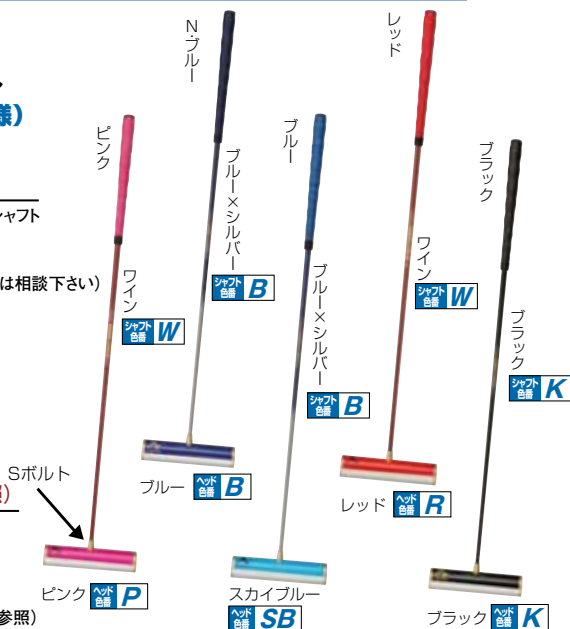 様)
シャフト
は相談下さい)
Sボルト
参照)
ピンク
ワイン
シャフト色番 W
ピンク ヘッド色番 P
N・ブルー
ブルー×シルバー
シャフト色番 B
ブルー ヘッド色番 B
ブルー
ブルー×シルバー
シャフト色番 B
スカイブルー
ヘッド色番 SB
レッド
ワイン
シャフト色番 W
レッド ヘッド色番 R
ブラック
ブラック
シャフト色番 K
ブラック ヘッド色番 K